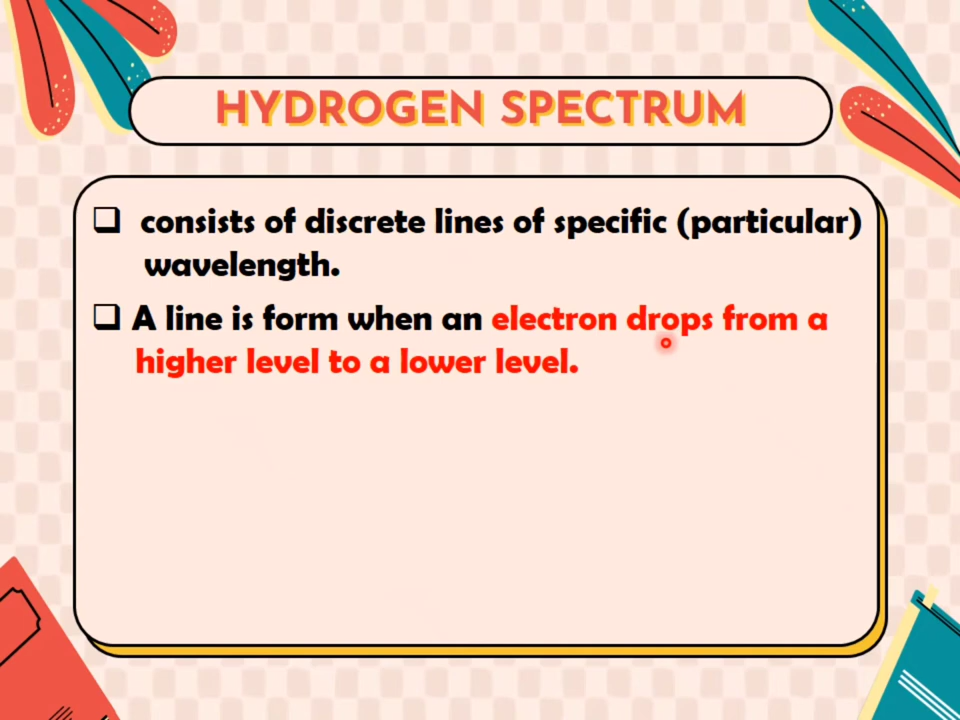 HYDROGEN SPECTRUM
❑ consists of discrete lines of specific (particular)
wavelength.
❑ A line is form when an electron drops from a
higher level to a lower level.